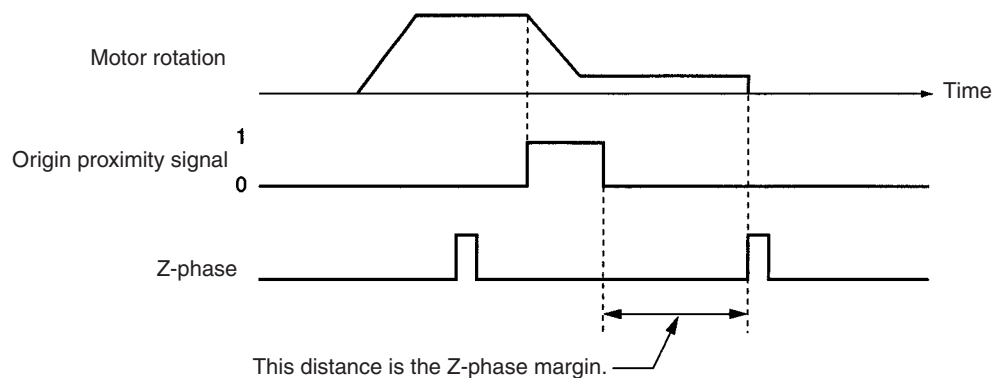 Motor rotation
Time
1
Origin proximity signal
0
Z-phase
This distance is the Z-phase margin.